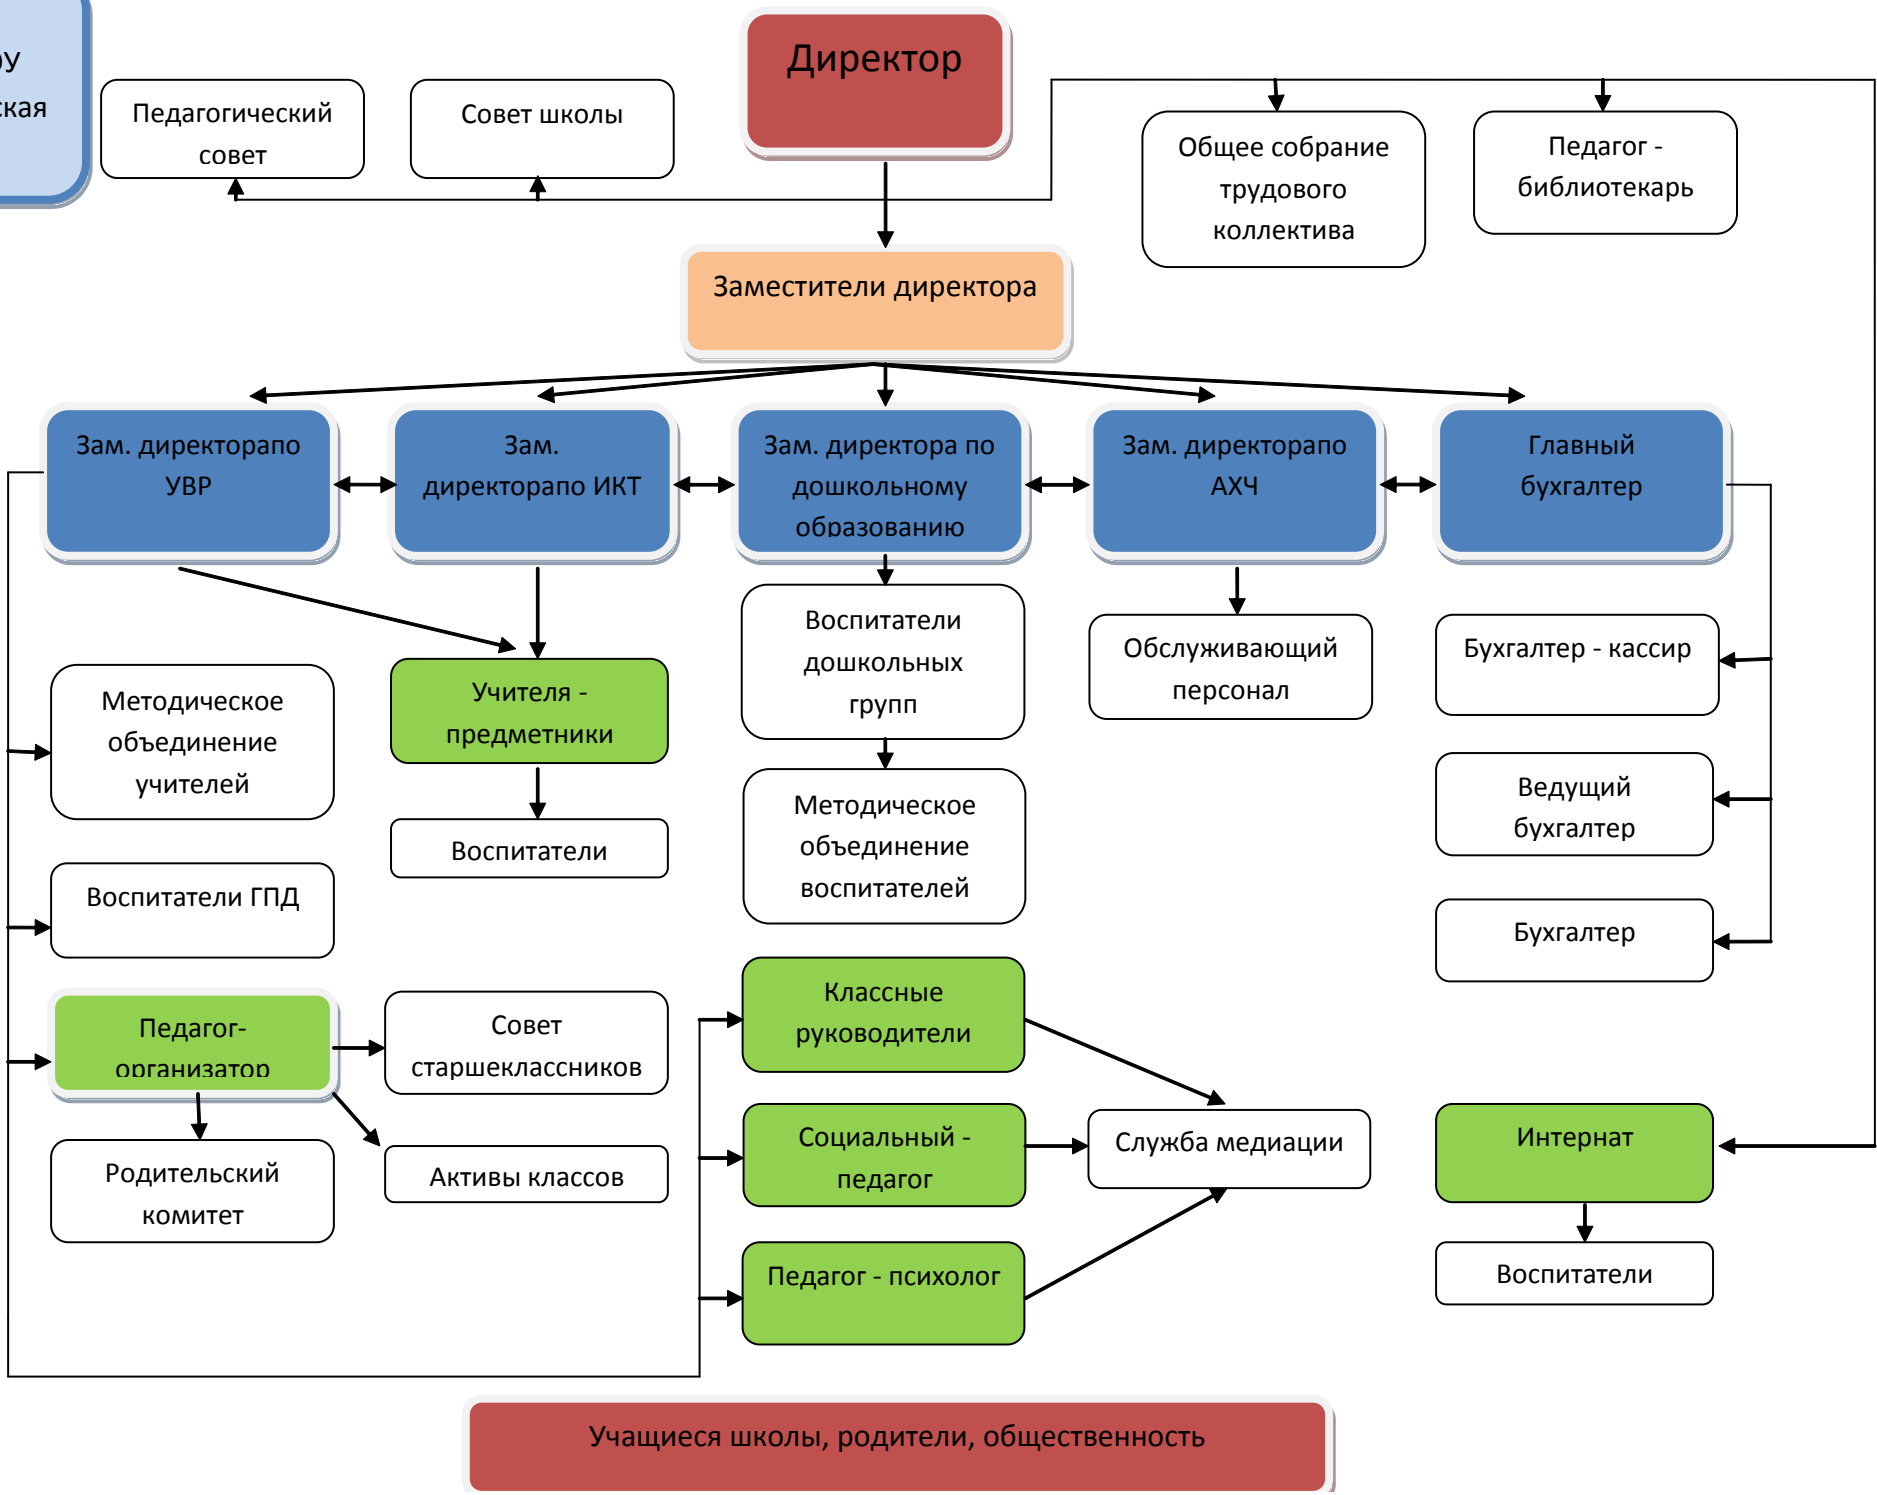 Директор
Педагогический
совет
Совет школы
Общее собрание
трудового
коллектива
Педагог -
библиотекарь
Заместители директора
Зам. директорапо
УВР
Зам.
директорапо ИКТ
Зам. директора по
дошкольному
образованию
Зам. директорапо
АХЧ
Главный
бухгалтер
Методическое
объединение
учителей
Учителя -
предметники
Воспитатели
Воспитатели
дошкольных
групп
Обслуживающий
персонал
Бухгалтер - кассир
Методическое
объединение
воспитателей
Ведущий
бухгалтер
Воспитатели ГПД
Бухгалтер
Педагог-
организатор
Совет
старшеклассников
Классные
руководители
Родительский
комитет
Активы классов
Социальный -
педагог
Служба медиации
Интернат
Педагог - психолог
Воспитатели
Учащиеся школы, родители, общественность